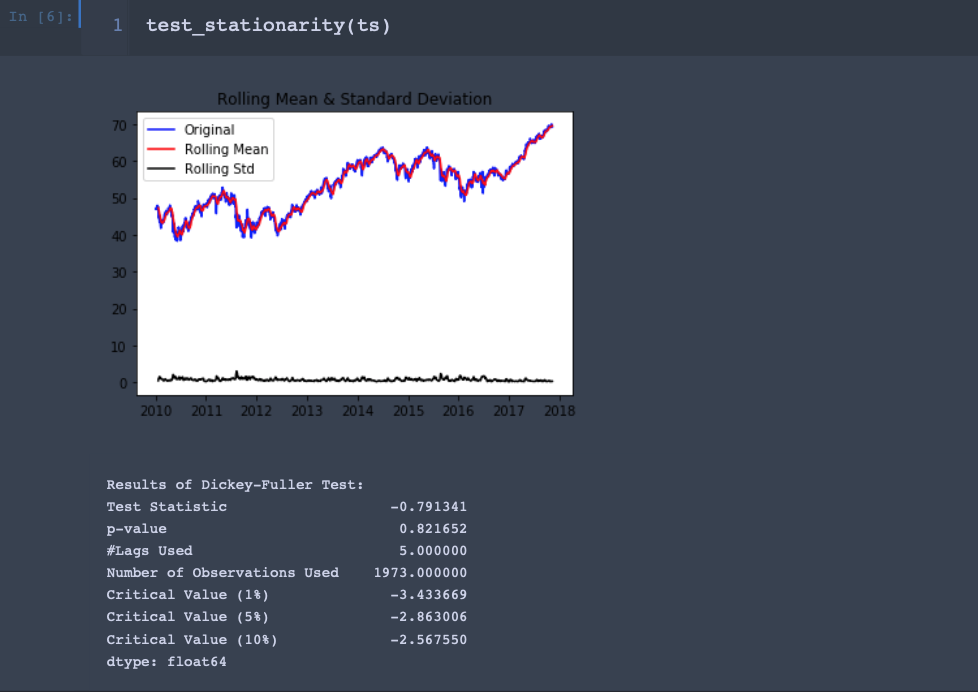 In [6]:
1 test_stationarity(ts)
Rolling Mean & Standard Deviation
Original
Rolling Mean
Rolling Std
70
60
50
40
30
20
10
0
2010 2011 2012 2013 2014 2015 2016 2017 2018
Results of Dickey-Fuller Test:
Test Statistic -0.791341
p-value 0.821652
#Lags Used 5.000000
Number of Observations Used 1973.000000
Critical Value (1%) -3.433669
Critical Value (5%) -2.863006
Critical Value (10%) -2.567550
dtype: float64